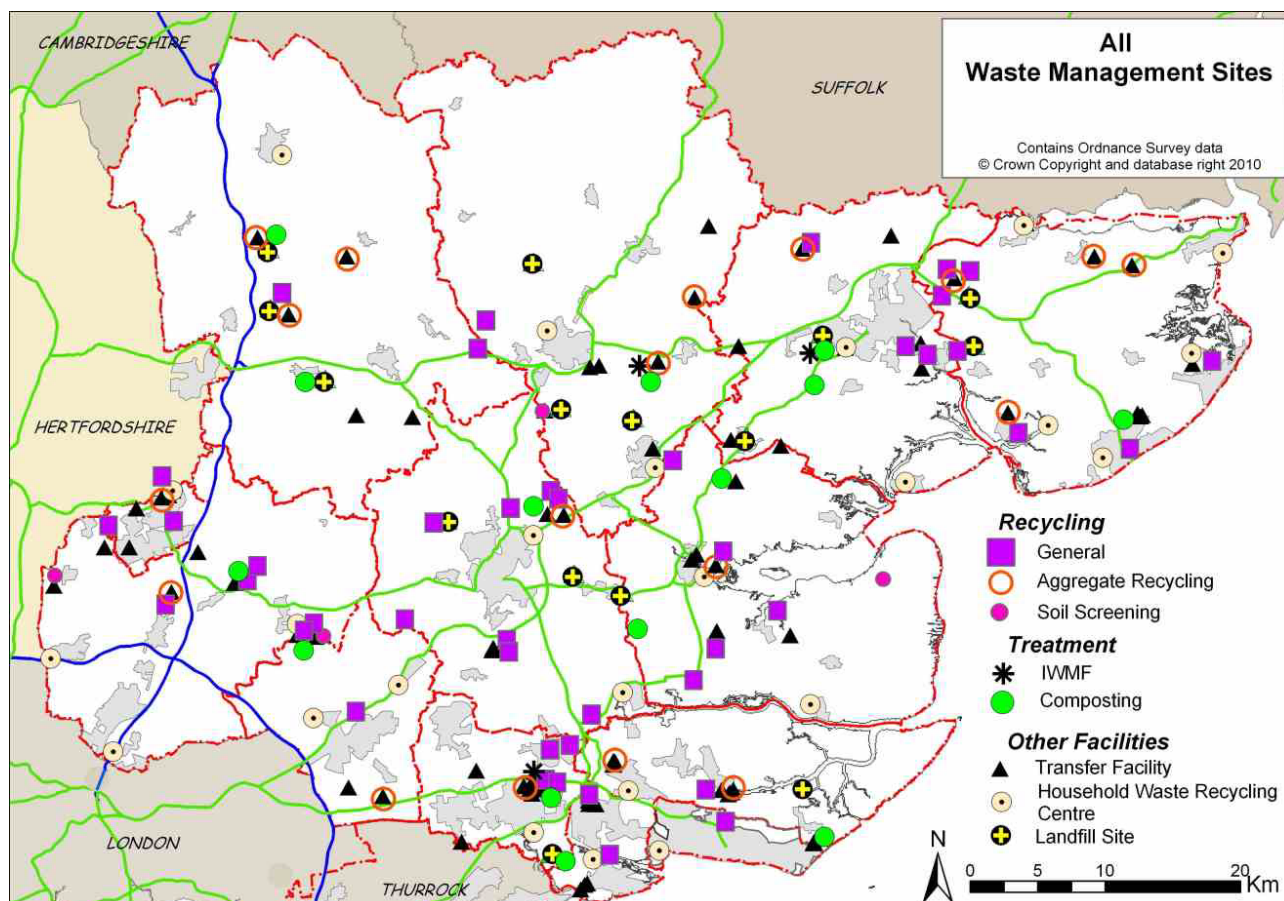 CAMBRIDGESHIRE
SUFFOLK
All
Waste Management Sites
Contains Ordnance Survey data
© Crown Copyright and database right 2010
HERTFORDSHIRE
Recycling
General
Aggregate Recycling
Soil Screening
Treatment
IWMF
Composting
Other Facilities
Transfer Facility
Household Waste Recycling
Centre
Landfill Site
LONDON
THURROCK
N
0 5 10 20
Km